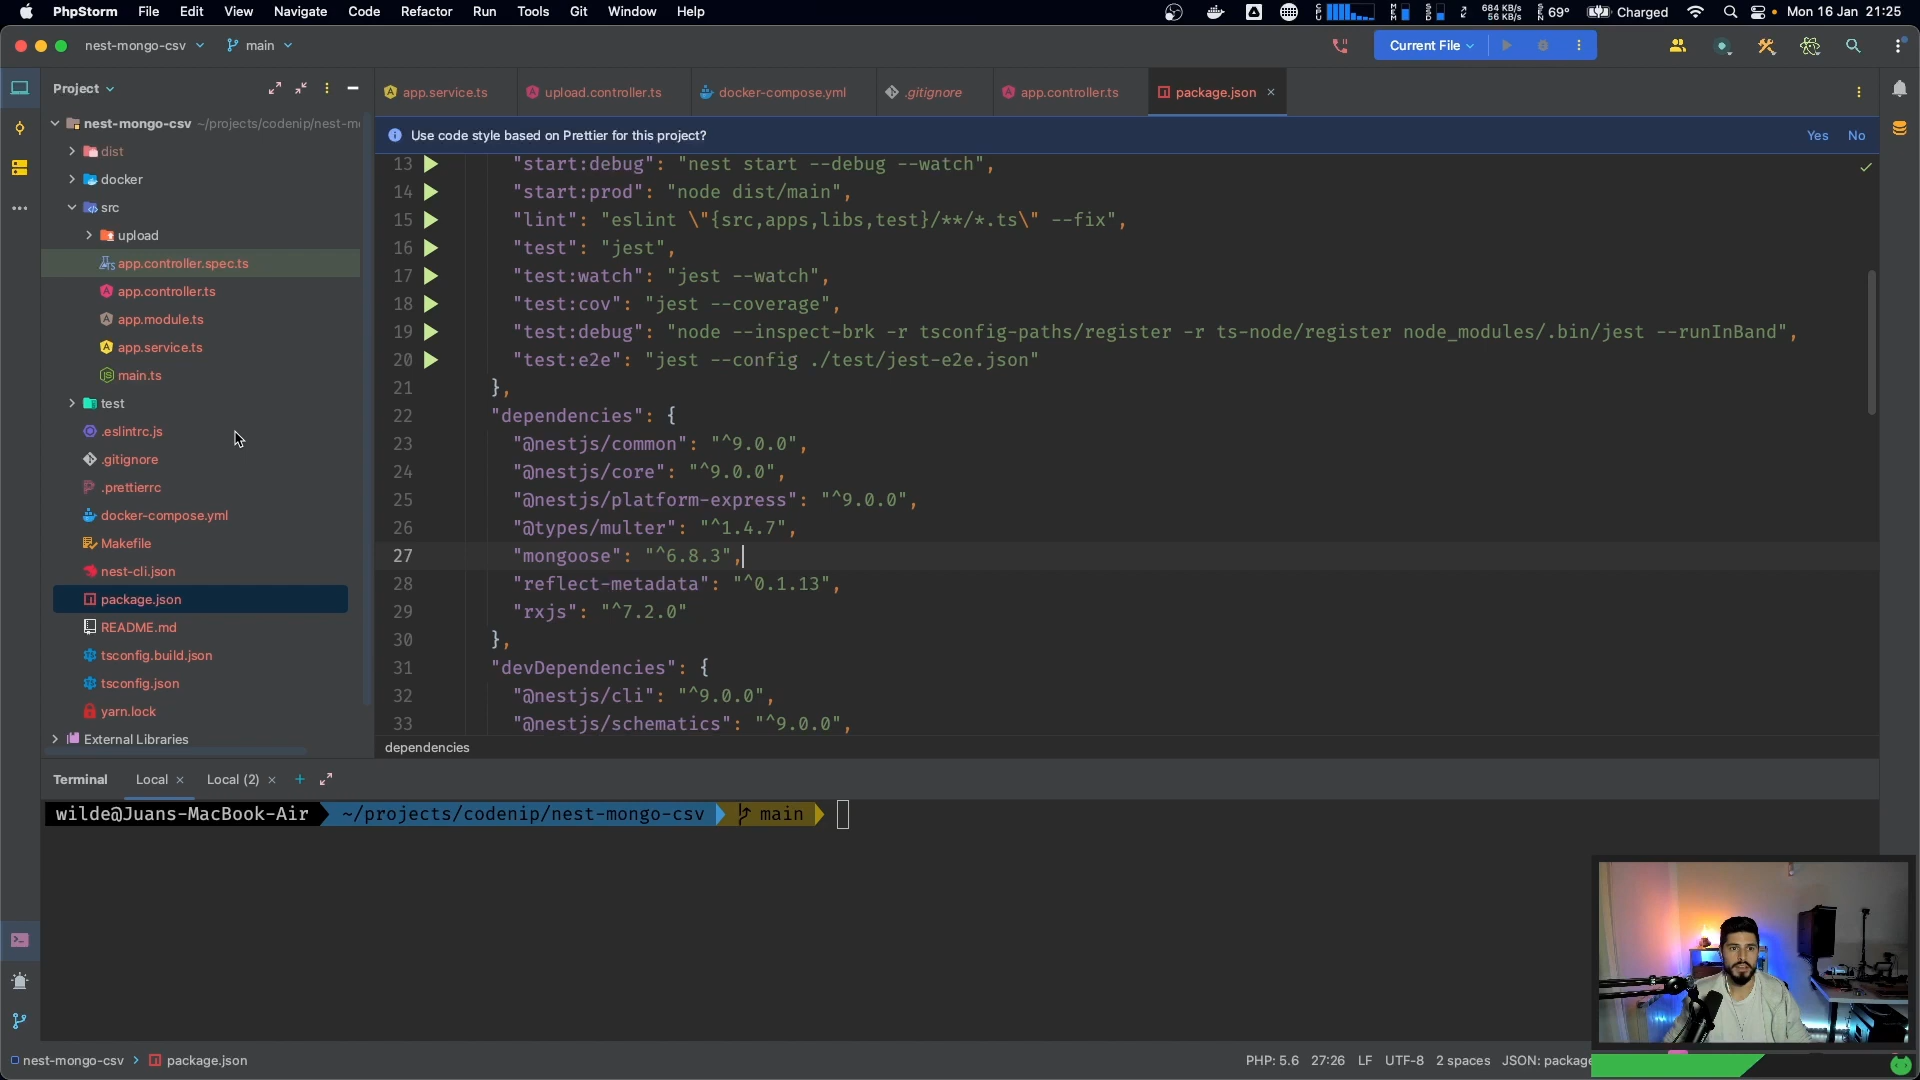 PhpStorm File Edit View Navigate Code Refactor Run Tools Git Window Help
684 KB/s
56 KB/s
69°
Charged
Mon 16 Jan 21:25
nest-mongo-csv
main
Current File
Project
app.service.ts
upload.controller.ts
docker-compose.yml
.gitignore
app.controller.ts
package.json
Use code style based on Prettier for this project?
Yes No
nest-mongo-csv ~/projects/codenip/nest-m
dist
docker
src
upload
app.controller.spec.ts
app.controller.ts
app.module.ts
app.service.ts
main.ts
test
.eslintrc.js
.gitignore
.prettierrc
docker-compose.yml
Makefile
nest-cli.json
package.json
README.md
tsconfig.build.json
tsconfig.json
yarn.lock
External Libraries
13 "start:debug": "nest start --debug --watch",
14 "start:prod": "node dist/main",
15 "lint": "eslint \"{src,apps,libs,test}/**/*.ts\" --fix",
16 "test": "jest",
17 "test:watch": "jest --watch",
18 "test:cov": "jest --coverage",
19 "test:debug": "node --inspect-brk -r tsconfig-paths/register -r ts-node/register node_modules/.bin/jest --runInBand",
20 "test:e2e": "jest --config ./test/jest-e2e.json"
21 },
22 "dependencies": {
23 "@nestjs/common": "^9.0.0",
24 "@nestjs/core": "^9.0.0",
25 "@nestjs/platform-express": "^9.0.0",
26 "@types/multer": "^1.4.7",
27 "mongoose": "^6.8.3",
28 "reflect-metadata": "^0.1.13",
29 "rxjs": "^7.2.0"
30 },
31 "devDependencies": {
32 "@nestjs/cli": "^9.0.0",
33 "@nestjs/schematics": "^9.0.0",
dependencies
Terminal Local Local (2)
wilde@Juans-MacBook-Air ~/projects/codenip/nest-mongo-csv main
nest-mongo-csv > package.json
PHP: 5.6 27:26 LF UTF-8 2 spaces JSON: package